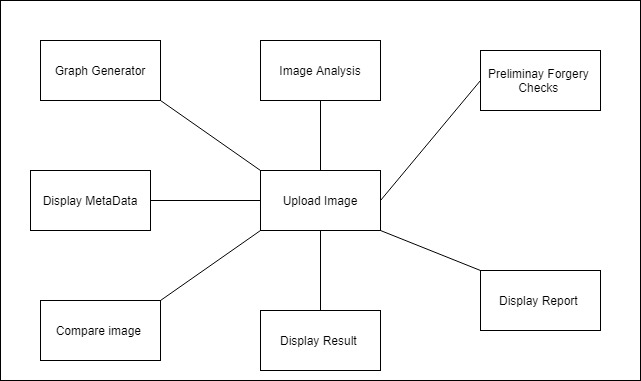 Graph Generator
Image Analysis
Preliminay Forgery
Checks
Display MetaData
Upload Image
Display Report
Compare image
Display Result